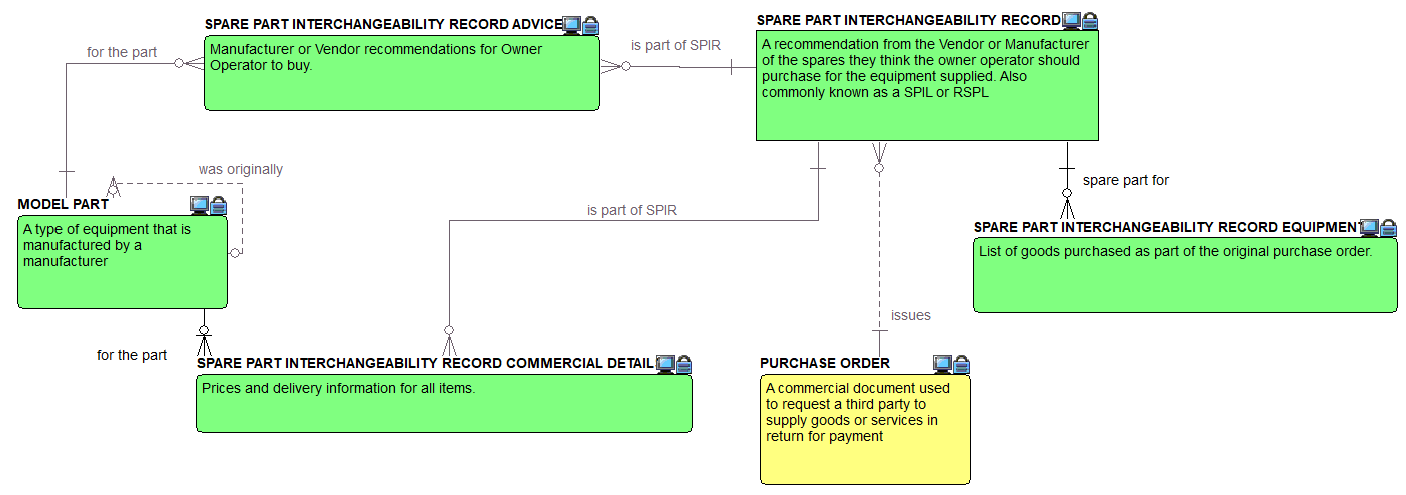 SPARE PART INTERCHANGEABILITY RECORD ADVICE
Manufacturer or Vendor recommendations for Owner
Operator to buy.
for the part
is part of SPIR
SPARE PART INTERCHANGEABILITY RECORD
A recommendation from the Vendor or Manufacturer
of the spares they think the owner operator should
purchase for the equipment supplied. Also
commonly known as a SPIL or RSPL
was originally
MODEL PART
A type of equipment that is
manufactured by a
manufacturer
is part of SPIR
spare part for
SPARE PART INTERCHANGEABILITY RECORD EQUIPMENT
List of goods purchased as part of the original purchase order.
issues
for the part
SPARE PART INTERCHANGEABILITY RECORD COMMERCIAL DETAIL
Prices and delivery information for all items.
PURCHASE ORDER
A commercial document used
to request a third party to
supply goods or services in
return for payment